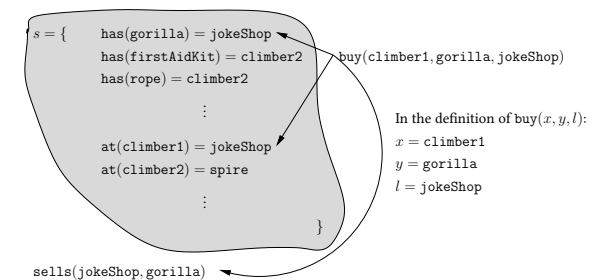 s = { has(gorilla) = jokeShop
has(firstAidKit) = climber2
has(rope) = climber2
⋮
at(climber1) = jokeShop
at(climber2) = spire
⋮
}
buy(climber1, gorilla, jokeShop)
In the definition of buy(x, y, l):
x = climber1
y = gorilla
l = jokeShop
sells(jokeShop, gorilla)